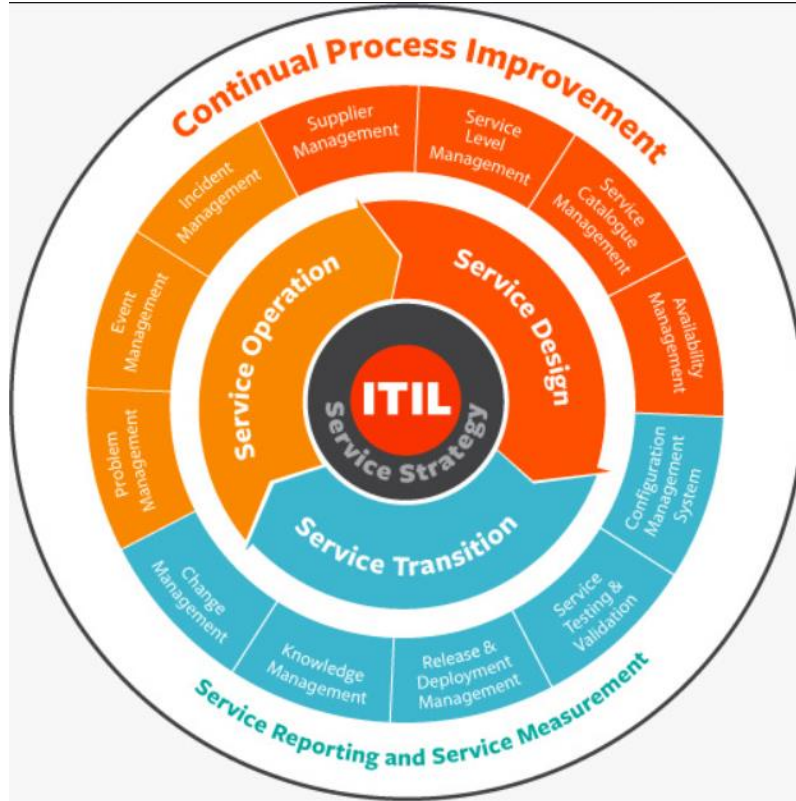 Continual Process Improvement
Supplier
Management
Service
Level
Management
Service
Catalogue
Management
Availability
Management
Configuration
Management
System
Service
Testing &
Validation
Release &
Deployment
Management
Knowledge
Management
Change
Management
Problem
Management
Event
Management
Incident
Management
Service Design
Service Transition
Service Operation
ITIL
Service Strategy
Service Reporting and Service Measurement